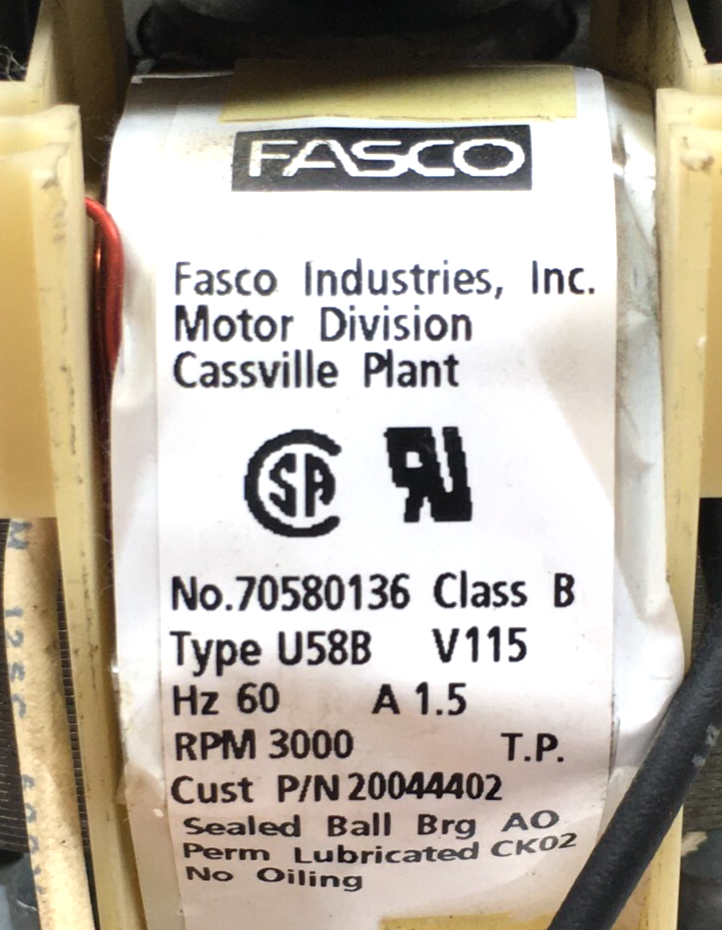 FASCO
Fasco Industries, Inc.
Motor Division
Cassville Plant
No.70580136 Class B
Type U58B V115
Hz 60 A 1.5
RPM 3000 T.P.
Cust P/N 20044402
Sealed Ball Brg AO
Perm Lubricated CK02
No Oiling